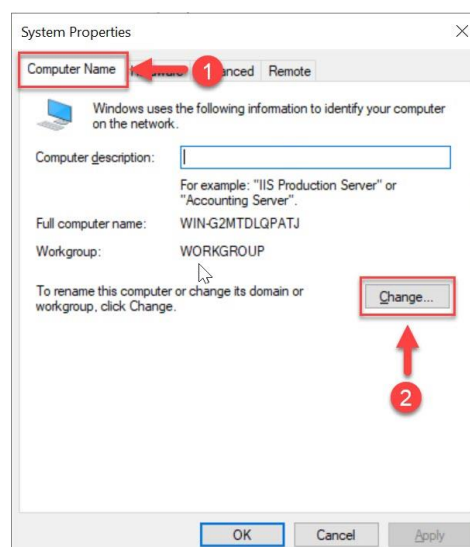 System Properties
Computer Name
1
Remote
Windows uses the following information to identify your computer
on the network.
Computer description:
For example: "IIS Production Server" or
"Accounting Server".
Full computer name: WIN-G2MTDLQPATJ
Workgroup: WORKGROUP
To rename this computer or change its domain or
workgroup, click Change.
Change...
2
OK Cancel Apply